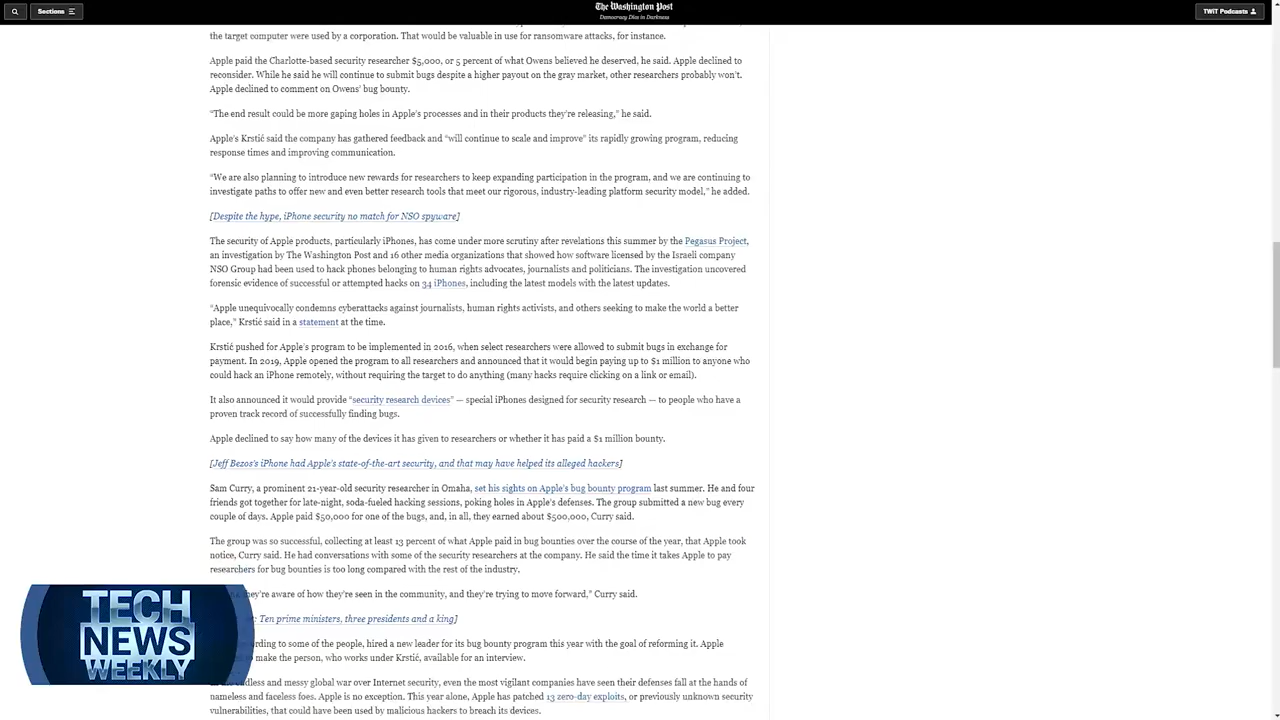 Sections
The Washington Post
Democracy Dies in Darkness
TWiT Podcasts
the target computer were used by a corporation. That would be valuable in use for ransomware attacks, for instance.
Apple paid the Charlotte-based security researcher $5,000, or 5 percent of what Owens believed he deserved, he said. Apple declined to
reconsider. While he said he will continue to submit bugs despite a higher payout on the gray market, other researchers probably won't.
Apple declined to comment on Owens' bug bounty.
“The end result could be more gaping holes in Apple's processes and in their products they're releasing,” he said.
Apple's Krstić said the company has gathered feedback and “will continue to scale and improve” its rapidly growing program, reducing
response times and improving communication.
“We are also planning to introduce new rewards for researchers to keep expanding participation in the program, and we are continuing to
investigate paths to offer new and even better research tools that meet our rigorous, industry-leading platform security model,” he added.
[Despite the hype, iPhone security no match for NSO spyware]
The security of Apple products, particularly iPhones, has come under more scrutiny after revelations this summer by the Pegasus Project,
an investigation by The Washington Post and 16 other media organizations that showed how software licensed by the Israeli company
NSO Group had been used to hack phones belonging to human rights advocates, journalists and politicians. The investigation uncovered
forensic evidence of successful or attempted hacks on 34 iPhones, including the latest models with the latest updates.
“Apple unequivocally condemns cyberattacks against journalists, human rights activists, and others seeking to make the world a better
place,” Krstić said in a statement at the time.
Krstić pushed for Apple's program to be implemented in 2016, when select researchers were allowed to submit bugs in exchange for
payment. In 2019, Apple opened the program to all researchers and announced that it would begin paying up to $1 million to anyone who
could hack an iPhone remotely, without requiring the target to do anything (many hacks require clicking on a link or email).
It also announced it would provide “security research devices” — special iPhones designed for security research — to people who have a
proven track record of successfully finding bugs.
Apple declined to say how many of the devices it has given to researchers or whether it has paid a $1 million bounty.
[Jeff Bezos's iPhone had Apple's state-of-the-art security, and that may have helped its alleged hackers]
Sam Curry, a prominent 21-year-old security researcher in Omaha, set his sights on Apple's bug bounty program last summer. He and four
friends got together for late-night, soda-fueled hacking sessions, poking holes in Apple's defenses. The group submitted a new bug every
couple of days. Apple paid $50,000 for one of the bugs, and, in all, they earned about $500,000, Curry said.
The group was so successful, collecting at least 13 percent of what Apple paid in bug bounties over the course of the year, that Apple took
notice, Curry said. He had conversations with some of the security researchers at the company. He said the time it takes Apple to pay
researchers for bug bounties is too long compared with the rest of the industry.
they're aware of how they're seen in the community, and they're trying to move forward,” Curry said.
Ten prime ministers, three presidents and a king]
to some of the people, hired a new leader for its bug bounty program this year with the goal of reforming it. Apple
make the person, who works under Krstić, available for an interview.
and messy global war over Internet security, even the most vigilant companies have seen their defenses fall at the hands of
nameless and faceless foes. Apple is no exception. This year alone, Apple has patched 13 zero-day exploits, or previously unknown security
vulnerabilities, that could have been used by malicious hackers to breach its devices.
TECH
NEWS
WEEKLY